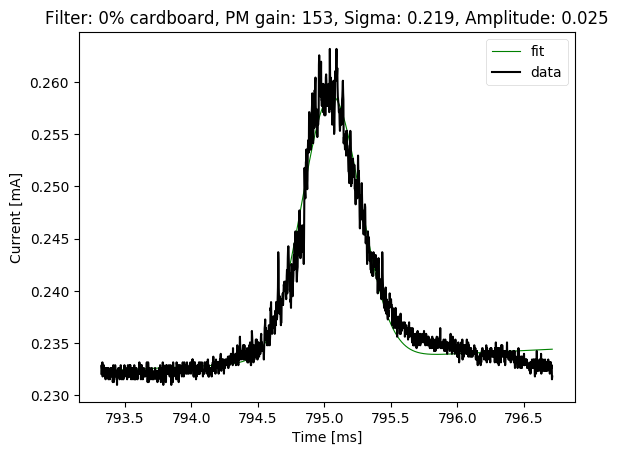 Filter: 0% cardboard, PM gain: 153, Sigma: 0.219, Amplitude: 0.025
fit
data
0.260
0.255
0.250
0.245
0.240
0.235
0.230
Current [mA]
793.5 794.0 794.5 795.0 795.5 796.0 796.5
Time [ms]